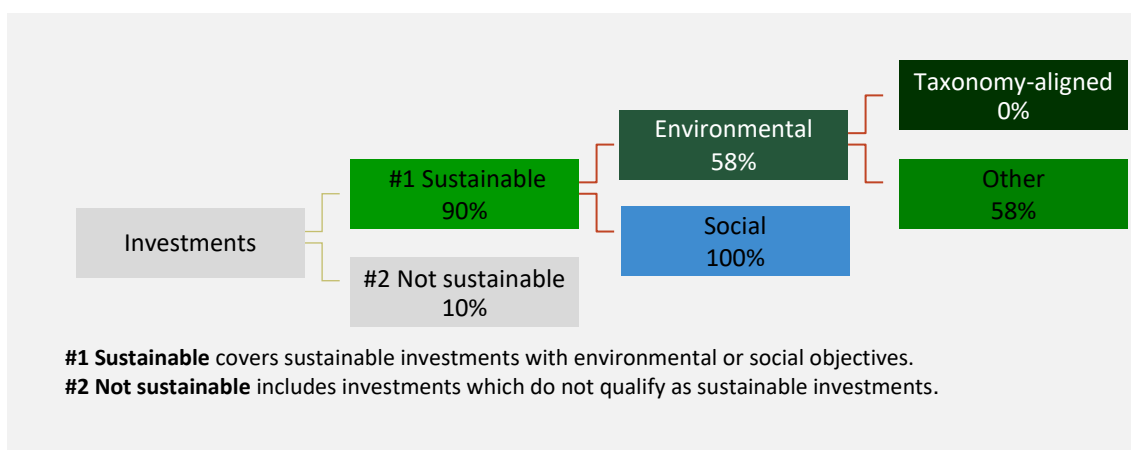 Taxonomy-aligned
0%
Environmental
58%
#1 Sustainable
90%
Other
58%
Social
100%
Investments
#2 Not sustainable
10%
#1 Sustainable covers sustainable investments with environmental or social objectives.
#2 Not sustainable includes investments which do not qualify as sustainable investments.